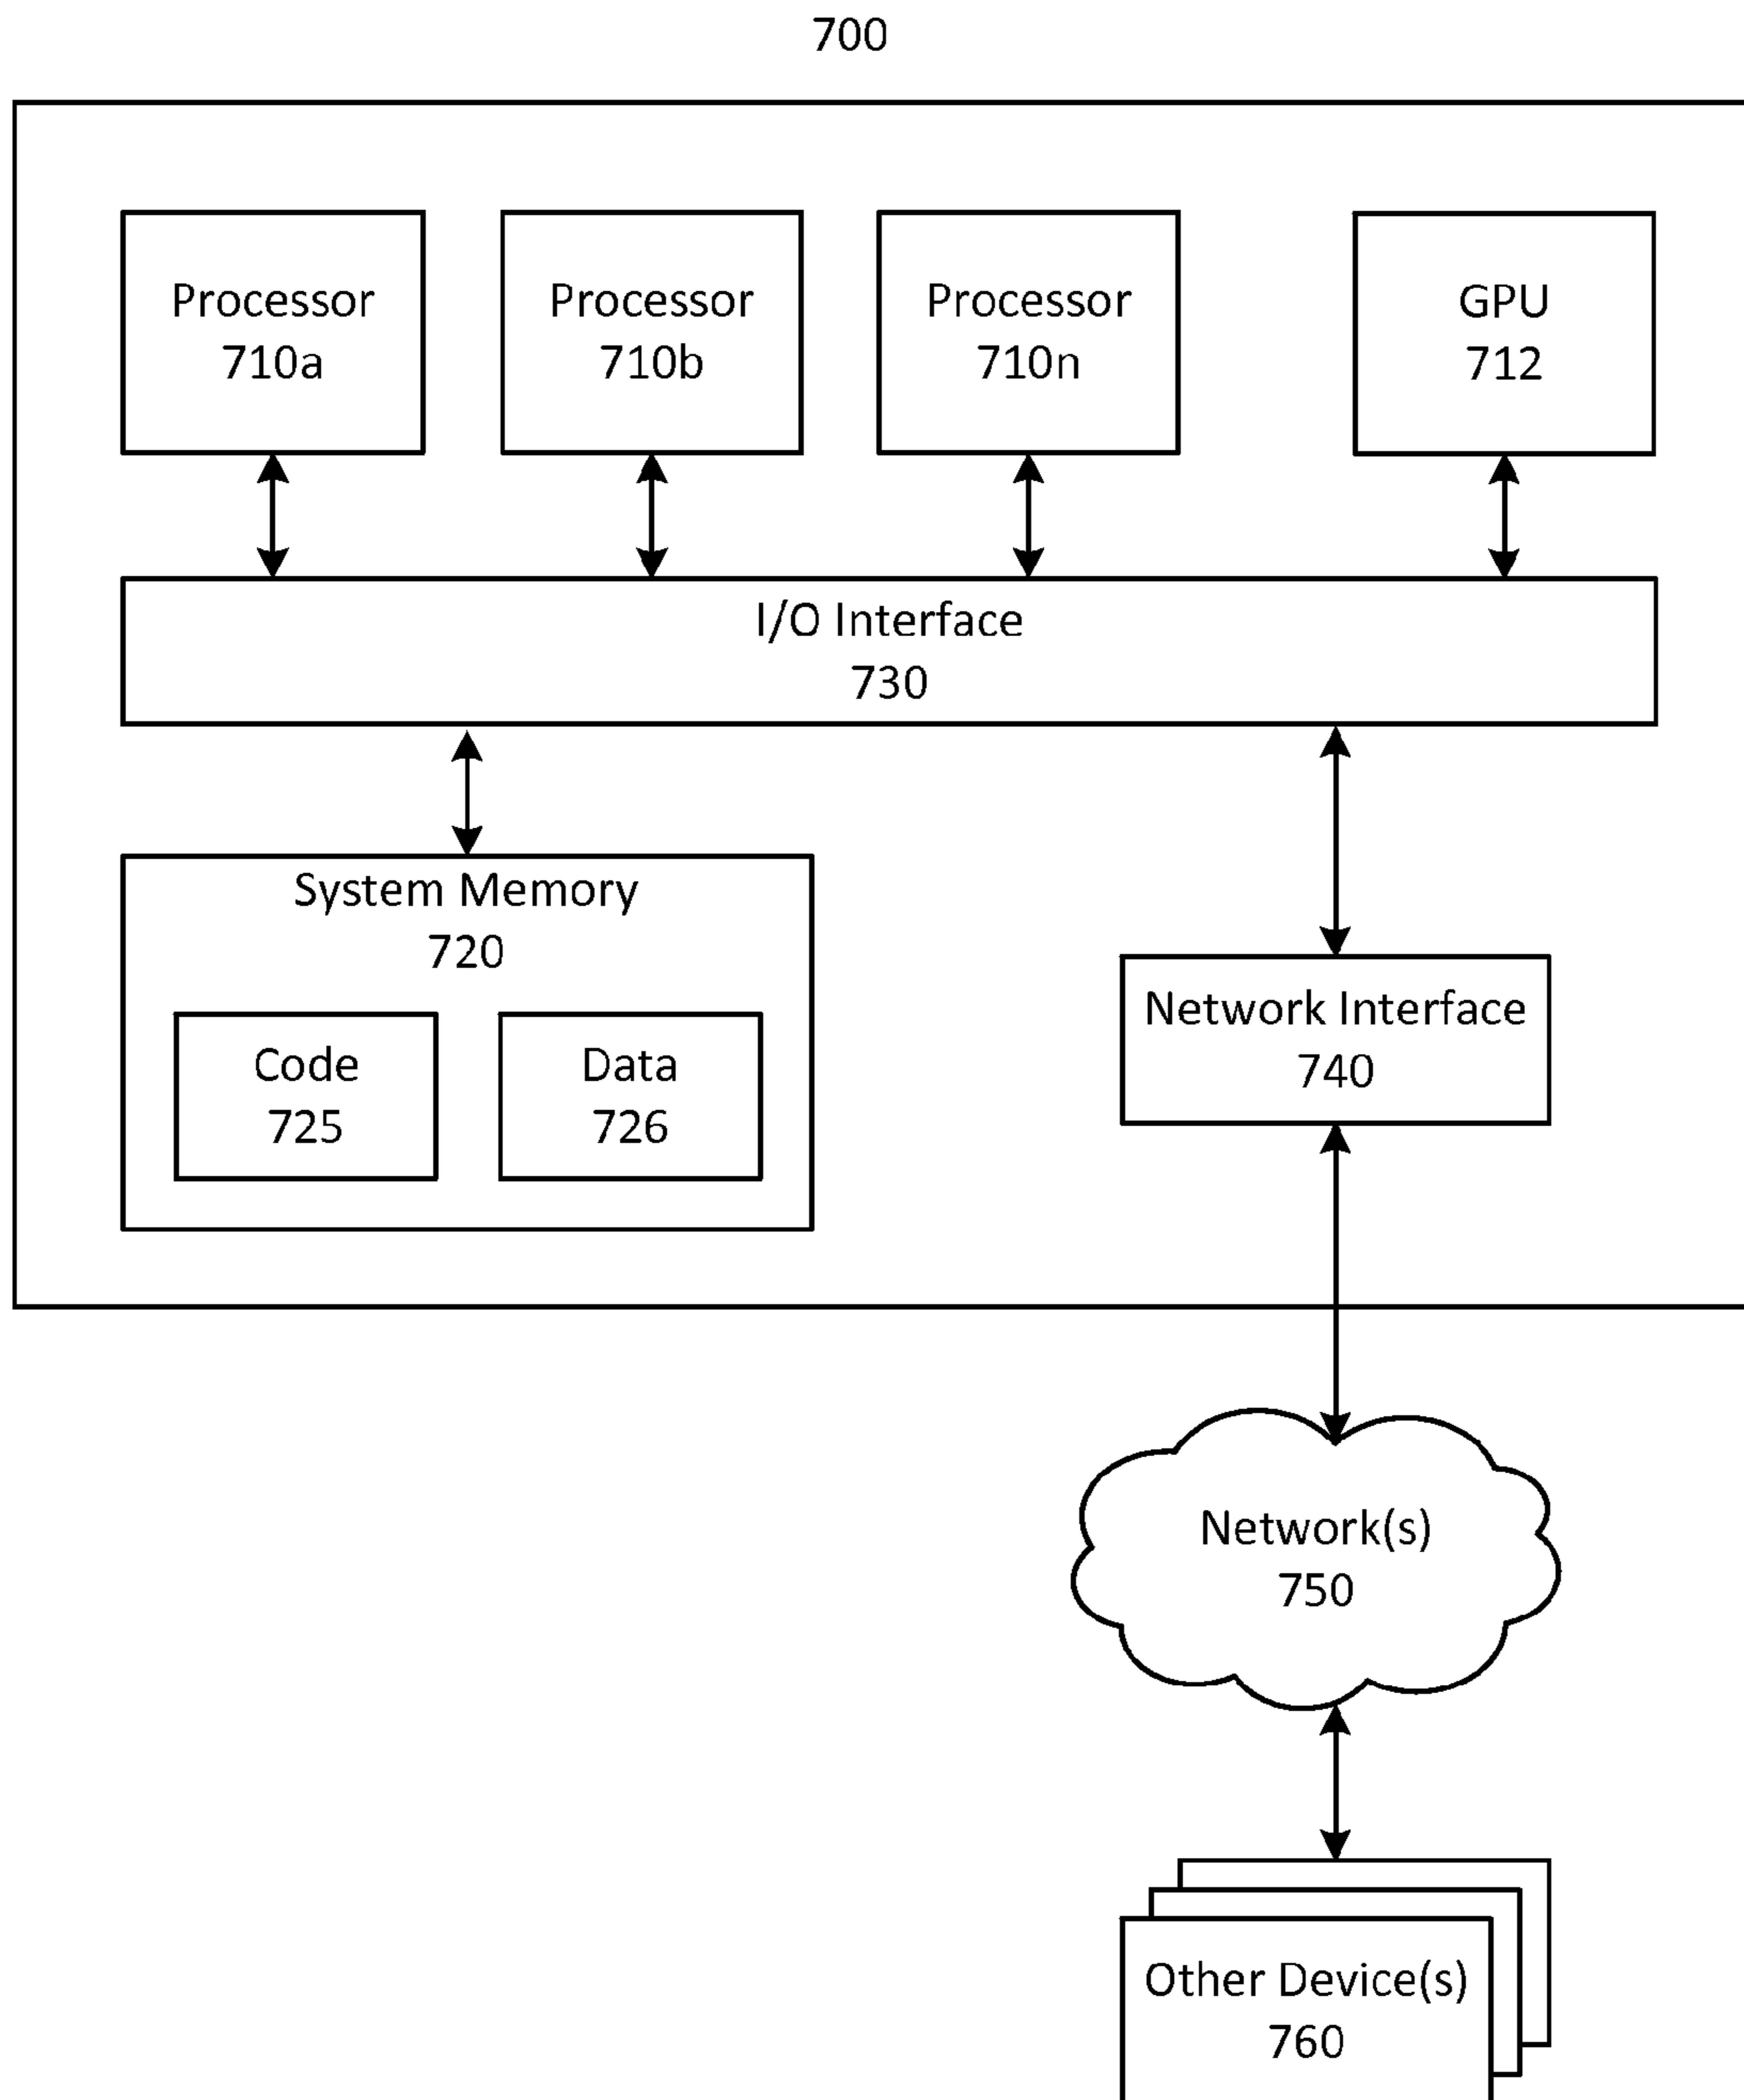 700
Processor
710a
Processor
710b
Processor
710n
GPU
712
I/O Interface
730
System Memory
720
Code
725
Data
726
Network Interface
740
Network(s)
750
Other Device(s)
760